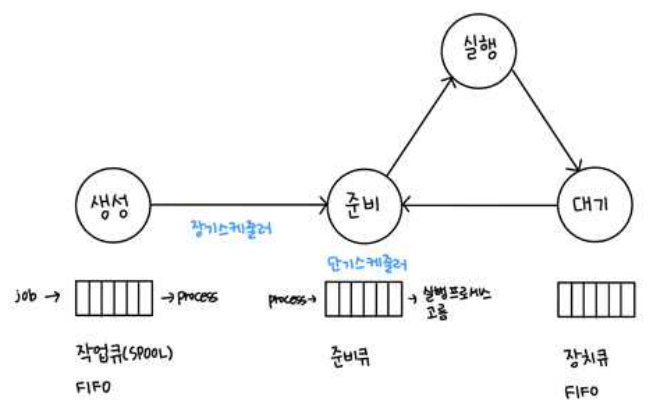 실행
생성
준비
대기
장기스케줄러
단기스케줄러
job → → process
process → → 실행프로세스
고름
작업큐(SPOOL)
준비큐
장치큐
FIFO
FIFO